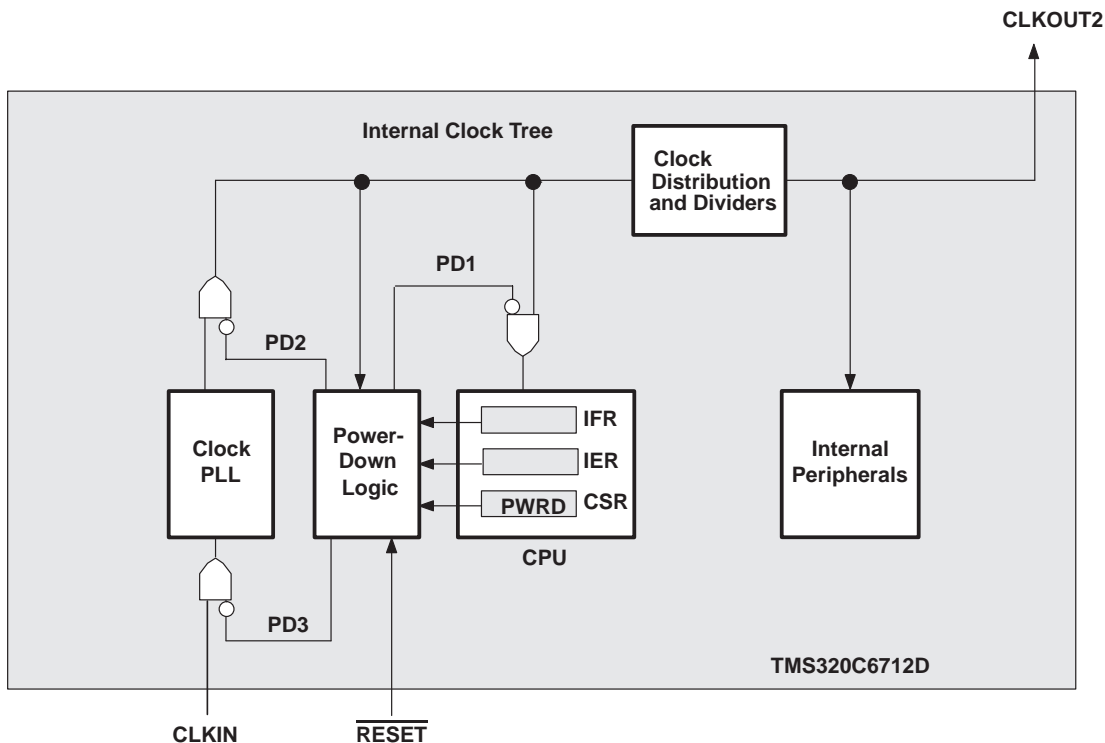 CLKOUT2
Internal Clock Tree
Clock
Distribution
and Dividers
PD1
PD2
Clock
PLL
Power-
Down
Logic
IFR
IER
PWRD
CSR
CPU
Internal
Peripherals
PD3
TMS320C6712D
CLKIN
RESET